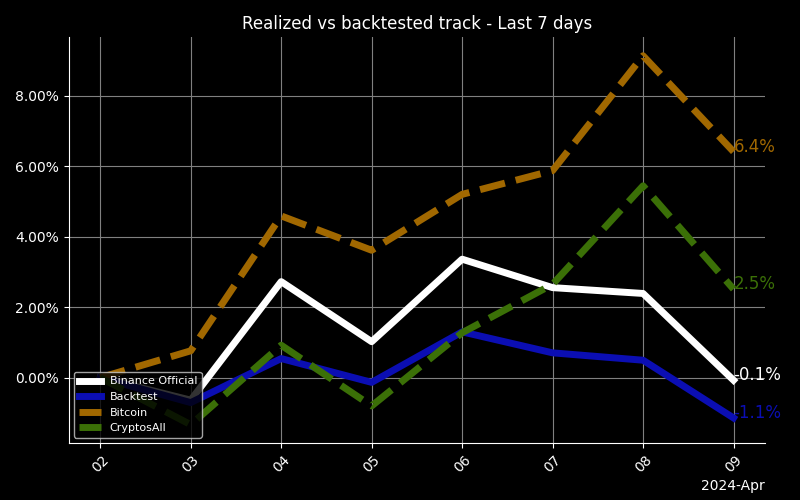 Realized vs backtested track - Last 7 days
8.00%
6.00%
4.00%
2.00%
0.00%
6.4%
2.5%
-0.1%
-1.1%
Binance Official
Backtest
Bitcoin
CryptosAll
02
03
04
05
06
07
08
09
2024-Apr